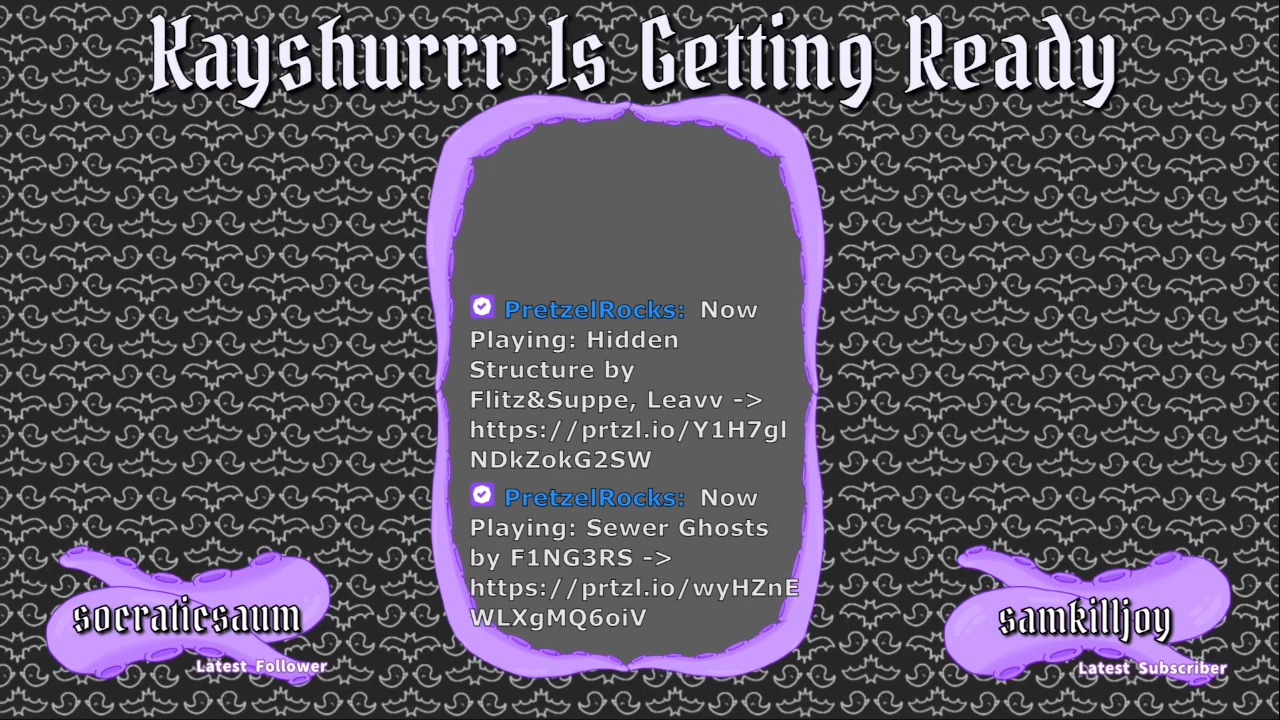 Kayshurrr Is Getting Ready
PretzelRocks: Now
Playing: Hidden
Structure by
Flitz&Suppe, Leavv ->
https://prtzl.io/Y1H7gl
NDkZokG2SW
PretzelRocks: Now
Playing: Sewer Ghosts
by F1NG3RS ->
https://prtzl.io/wyHZnE
WLXgMQ6oiV
socraticsaum
Latest Follower
samkilljoy
Latest Subscriber